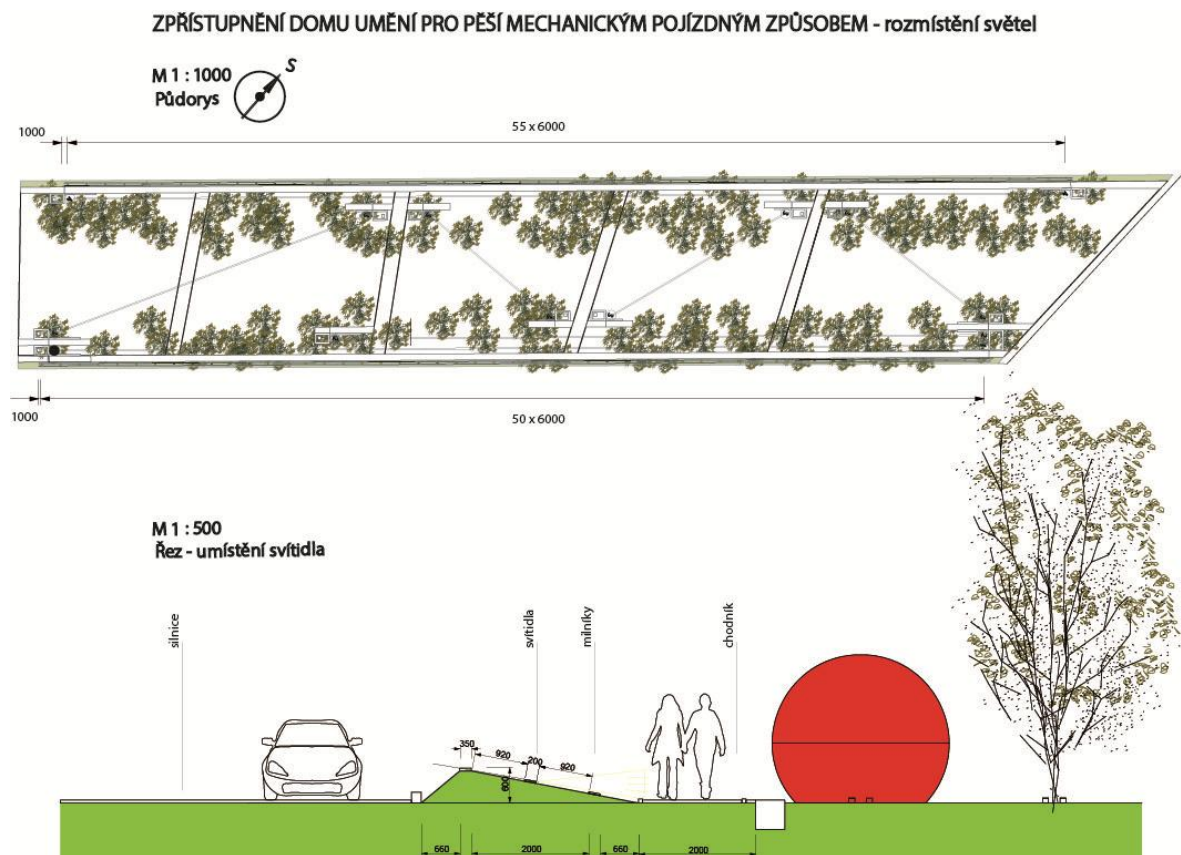 ZPŘÍSTUPNĚNÍ DOMU UMĚNÍ PRO PĚŠÍ MECHANICKÝM POJÍZDNÝM ZPŮSOBEM - rozmístění světel
S
M 1 : 1000
Půdorys
1000
55 x 6000
1000
50 x 6000
M 1 : 500
Řez - umístění svítidla
silnice
svítidla
milníky
chodník
350
920
200
920
600
660
2000
660
2000